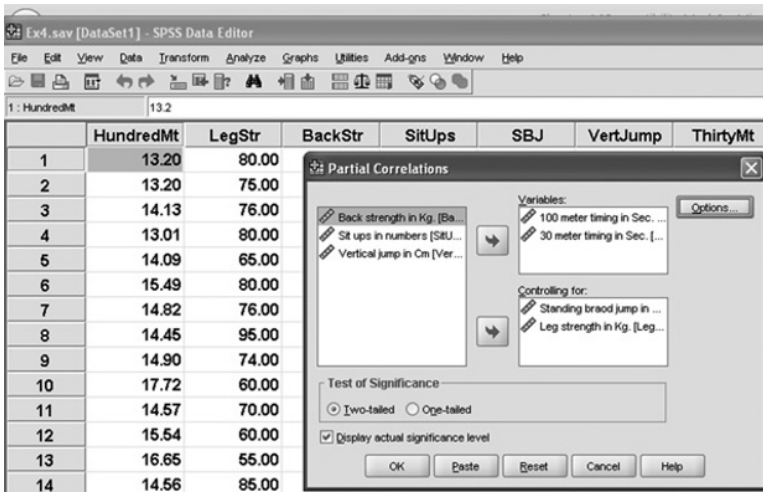 Ex4.sav [DataSet1] - SPSS Data Editor
File Edit View Data Transform Analyze Graphs Utilities Add-ons Window Help
1 : HundredMt 13.2
HundredMt LegStr BackStr SitUps SBJ VertJump ThirtyMt
1 13.20 80.00
2 13.20 75.00
3 14.13 76.00
4 13.01 80.00
5 14.09 65.00
6 15.49 80.00
7 14.82 76.00
8 14.45 95.00
9 14.90 74.00
10 17.72 60.00
11 14.57 70.00
12 15.54 60.00
13 16.65 55.00
14 14.56 85.00
Partial Correlations
Back strength in Kg. [Ba...
Sit ups in numbers [SitU...
Vertical jump in Cm [Ver...
Variables:
100 meter timing in Sec. ...
30 meter timing in Sec. [...
Options...
Controlling for:
Standing braod jump in ...
Leg strength in Kg. [Leg...
Test of Significance
Two-tailed One-tailed
Display actual significance level
OK Paste Reset Cancel Help